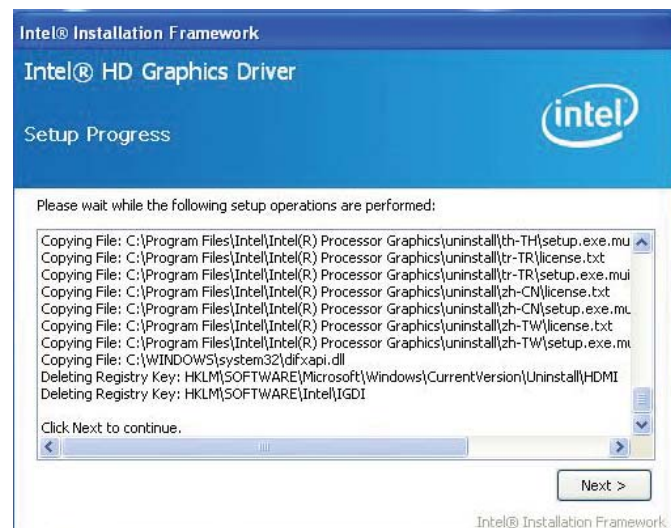 Intel® Installation Framework
Intel® HD Graphics Driver
intel
Setup Progress
Please wait while the following setup operations are performed:
Copying File: C:\Program Files\Intel\Intel(R) Processor Graphics\uninstall\th-TH\setup.exe.mu
Copying File: C:\Program Files\Intel\Intel(R) Processor Graphics\uninstall\tr-TR\license.txt
Copying File: C:\Program Files\Intel\Intel(R) Processor Graphics\uninstall\tr-TR\setup.exe.mui
Copying File: C:\Program Files\Intel\Intel(R) Processor Graphics\uninstall\zh-CN\license.txt
Copying File: C:\Program Files\Intel\Intel(R) Processor Graphics\uninstall\zh-CN\setup.exe.mu
Copying File: C:\Program Files\Intel\Intel(R) Processor Graphics\uninstall\zh-TW\license.txt
Copying File: C:\Program Files\Intel\Intel(R) Processor Graphics\uninstall\zh-TW\setup.exe.mu
Copying File: C:\WINDOWS\system32\difxapi.dll
Deleting Registry Key: HKLM\SOFTWARE\Microsoft\Windows\CurrentVersion\Uninstall\HDMI
Deleting Registry Key: HKLM\SOFTWARE\Intel\IGDI
Click Next to continue.
Next >
Intel® Installation Framework